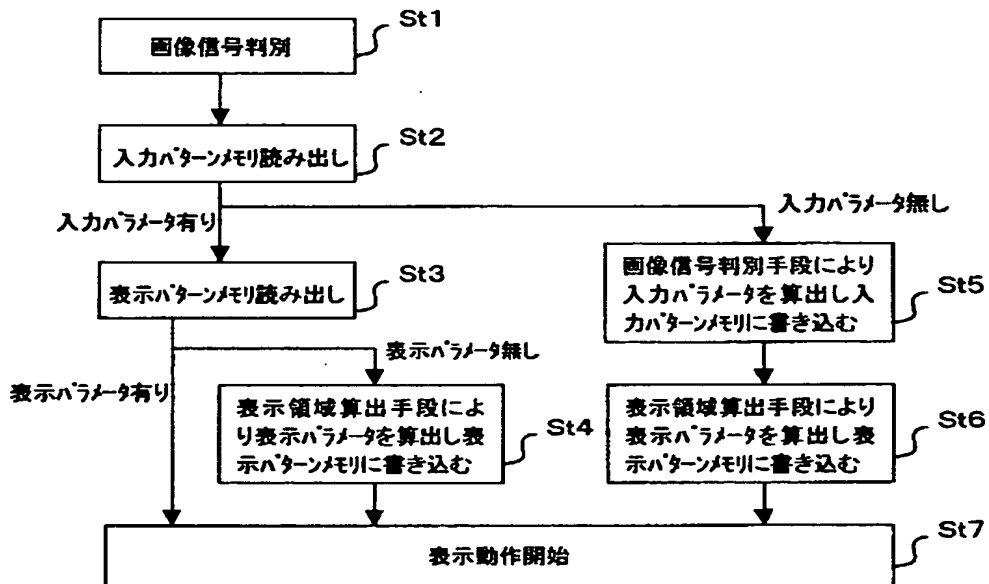 画像信号判別
St1
入力パターンメモリ読み出し
St2
入力パラメータ有り
入力パラメータ無し
表示パターンメモリ読み出し
St3
画像信号判別手段により
入力パラメータを算出し入
力パターンメモリに書き込む
St5
表示パラメータ無し
表示パラメータ有り
表示領域算出手段によ
り表示パラメータを算出し表
示パターンメモリに書き込む
St4
表示領域算出手段により
表示パラメータを算出し表
示パターンメモリに書き込む
St6
表示動作開始
St7